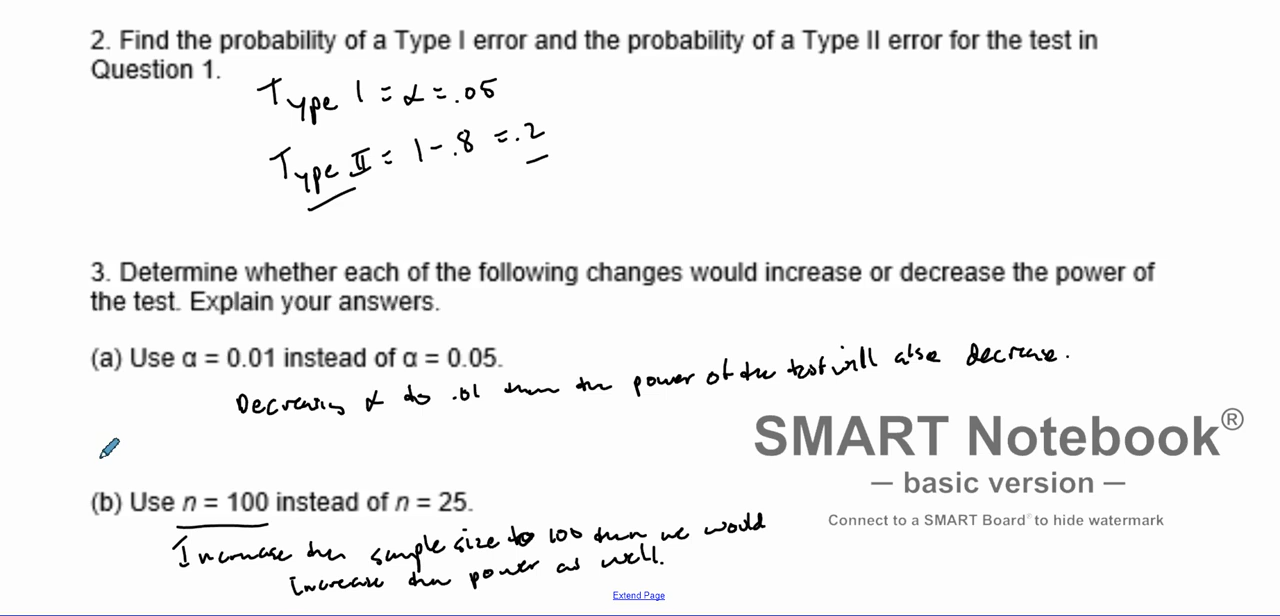 2. Find the probability of a Type I error and the probability of a Type II error for the test in
Question 1.
Type 1 = α = .05
Type II = 1 - .8 = .2
3. Determine whether each of the following changes would increase or decrease the power of
the test. Explain your answers.
(a) Use α = 0.01 instead of α = 0.05.
Decreasing α to .01 then the power of the test will also decrease.
SMART Notebook®
— basic version —
Connect to a SMART Board® to hide watermark
(b) Use n = 100 instead of n = 25.
Increase the sample size to 100 then we would
increase the power as well.
Extend Page